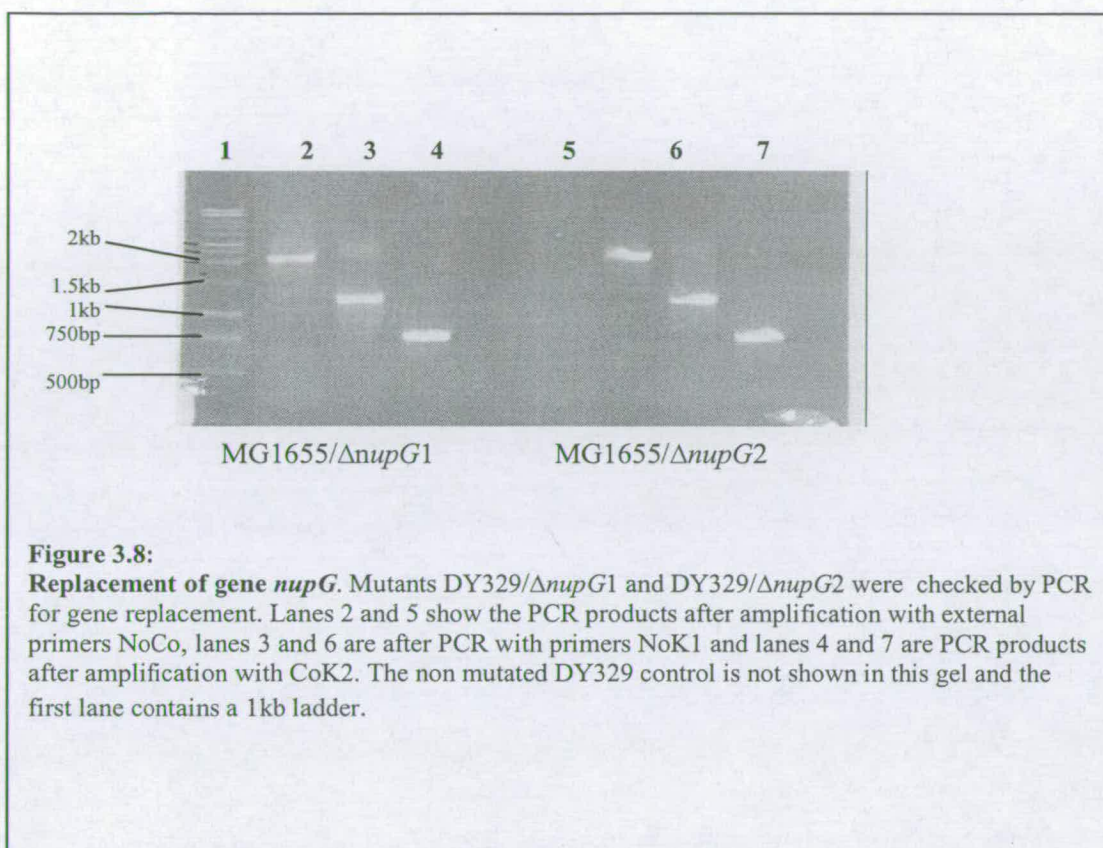 1 2 3 4 5 6 7
2kb
1.5kb
1kb
750bp
500bp
MG1655/ΔnupG1 MG1655/ΔnupG2
Figure 3.8:
Replacement of gene nupG. Mutants DY329/ΔnupG1 and DY329/ΔnupG2 were checked by PCR
for gene replacement. Lanes 2 and 5 show the PCR products after amplification with external
primers NoCo, lanes 3 and 6 are after PCR with primers NoK1 and lanes 4 and 7 are PCR products
after amplification with CoK2. The non mutated DY329 control is not shown in this gel and the
first lane contains a 1kb ladder.